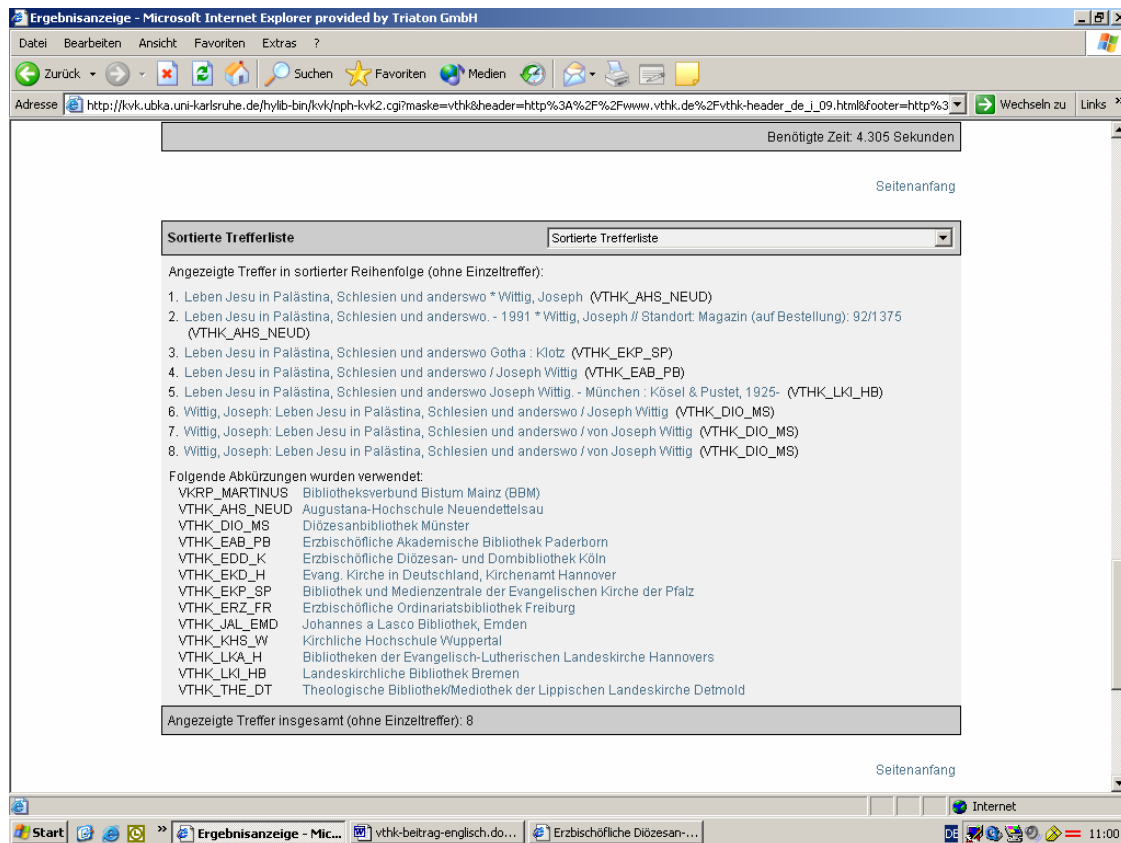 Ergebnisanzeige - Microsoft Internet Explorer provided by Triaton GmbH
Datei Bearbeiten Ansicht Favoriten Extras ?
Zurück Suchen Favoriten Medien
Adresse http://kvk.ubka.uni-karlsruhe.de/hylib-bin/kvk/nph-kvk2.cgi?maske=vthk&header=http%3A%2F%2Fwww.vthk.de%2Fvthk-header_de_j_09.html&footer=http%3 Wechseln zu Links »
Benötigte Zeit: 4.305 Sekunden
Seitenanfang
Sortierte Trefferliste Sortierte Trefferliste
Angezeigte Treffer in sortierter Reihenfolge (ohne Einzeltreffer):
1. Leben Jesu in Palästina, Schlesien und anderswo * Wittig, Joseph (VTHK_AHS_NEUD)
2. Leben Jesu in Palästina, Schlesien und anderswo. - 1991 * Wittig, Joseph // Standort: Magazin (auf Bestellung): 92/1375
(VTHK_AHS_NEUD)
3. Leben Jesu in Palästina, Schlesien und anderswo Gotha : Klotz (VTHK_EKP_SP)
4. Leben Jesu in Palästina, Schlesien und anderswo / Joseph Wittig (VTHK_EAB_PB)
5. Leben Jesu in Palästina, Schlesien und anderswo Joseph Wittig. - München : Kösel & Pustet, 1925- (VTHK_LKI_HB)
6. Wittig, Joseph: Leben Jesu in Palästina, Schlesien und anderswo / Joseph Wittig (VTHK_DIO_MS)
7. Wittig, Joseph: Leben Jesu in Palästina, Schlesien und anderswo / von Joseph Wittig (VTHK_DIO_MS)
8. Wittig, Joseph: Leben Jesu in Palästina, Schlesien und anderswo / von Joseph Wittig (VTHK_DIO_MS)
Folgende Abkürzungen wurden verwendet:
VKRP_MARTINUS Bibliotheksverbund Bistum Mainz (BBM)
VTHK_AHS_NEUD Augustana-Hochschule Neuendettelsau
VTHK_DIO_MS Diözesanbibliothek Münster
VTHK_EAB_PB Erzbischöfliche Akademische Bibliothek Paderborn
VTHK_EDD_K Erzbischöfliche Diözesan- und Dombibliothek Köln
VTHK_EKD_H Evang. Kirche in Deutschland, Kirchenamt Hannover
VTHK_EKP_SP Bibliothek und Medienzentrale der Evangelischen Kirche der Pfalz
VTHK_ERZ_FR Erzbischöfliche Ordinariatsbibliothek Freiburg
VTHK_JAL_EMD Johannes a Lasco Bibliothek, Emden
VTHK_KHS_W Kirchliche Hochschule Wuppertal
VTHK_LKA_H Bibliotheken der Evangelisch-Lutherischen Landeskirche Hannovers
VTHK_LKI_HB Landeskirchliche Bibliothek Bremen
VTHK_THE_DT Theologische Bibliothek/Mediothek der Lippischen Landeskirche Detmold
Angezeigte Treffer insgesamt (ohne Einzeltreffer): 8
Seitenanfang
Internet
Start » Ergebnisanzeige - Mic... vthk-beitrag-englisch.do... Erzbischöfliche Diözesan-... DE 11:00